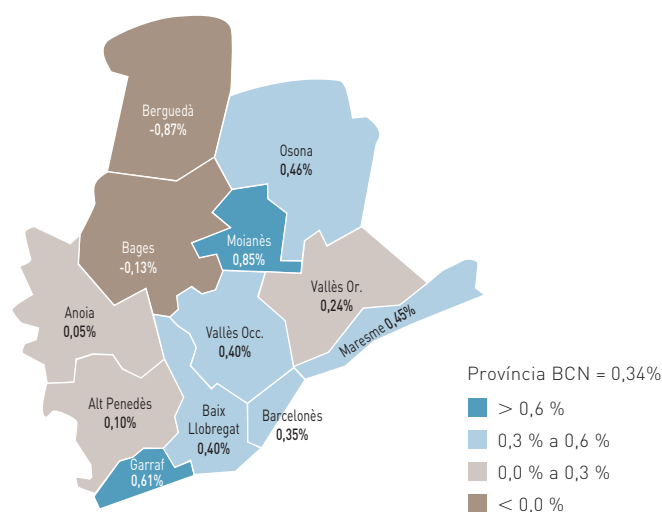 Berguedà
-0,87%
Osona
0,46%
Moianès
0,85%
Bages
-0,13%
Vallès Or.
0,24%
Anoia
0,05%
Vallès Occ.
0,40%
Maresme 0,45%
Alt Penedès
0,10%
Baix
Llobregat
0,40%
Barcelonès
0,35%
Garraf
0,61%
Província BCN = 0,34%
> 0,6 %
0,3 % a 0,6 %
0,0 % a 0,3 %
< 0,0 %